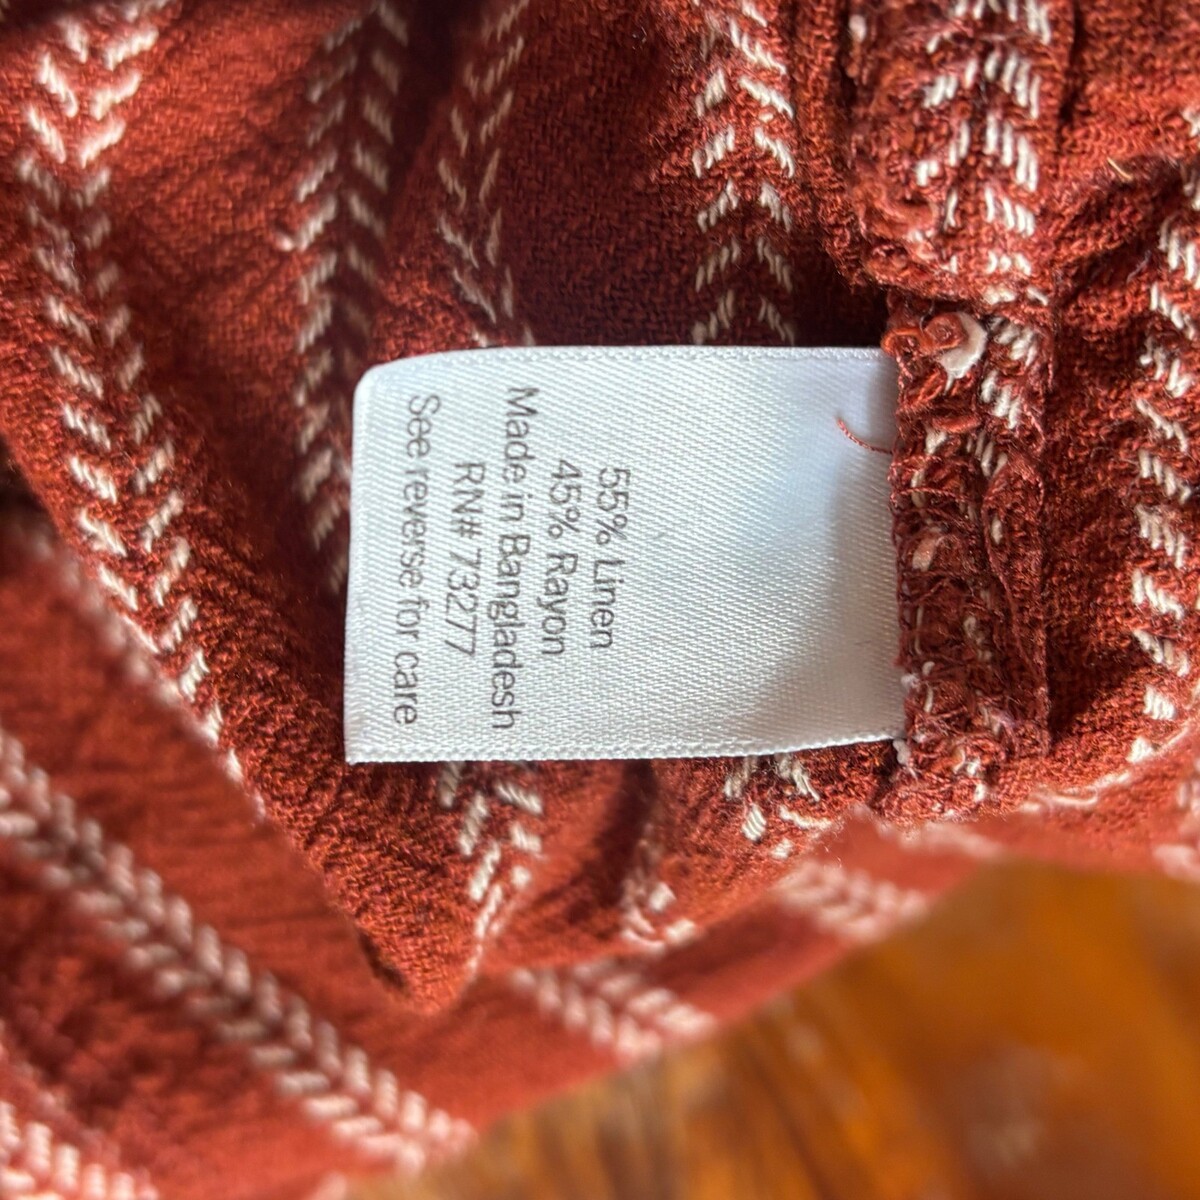 55% Linen
45% Rayon
Made in Bangladesh
RN# 73277
See reverse for care